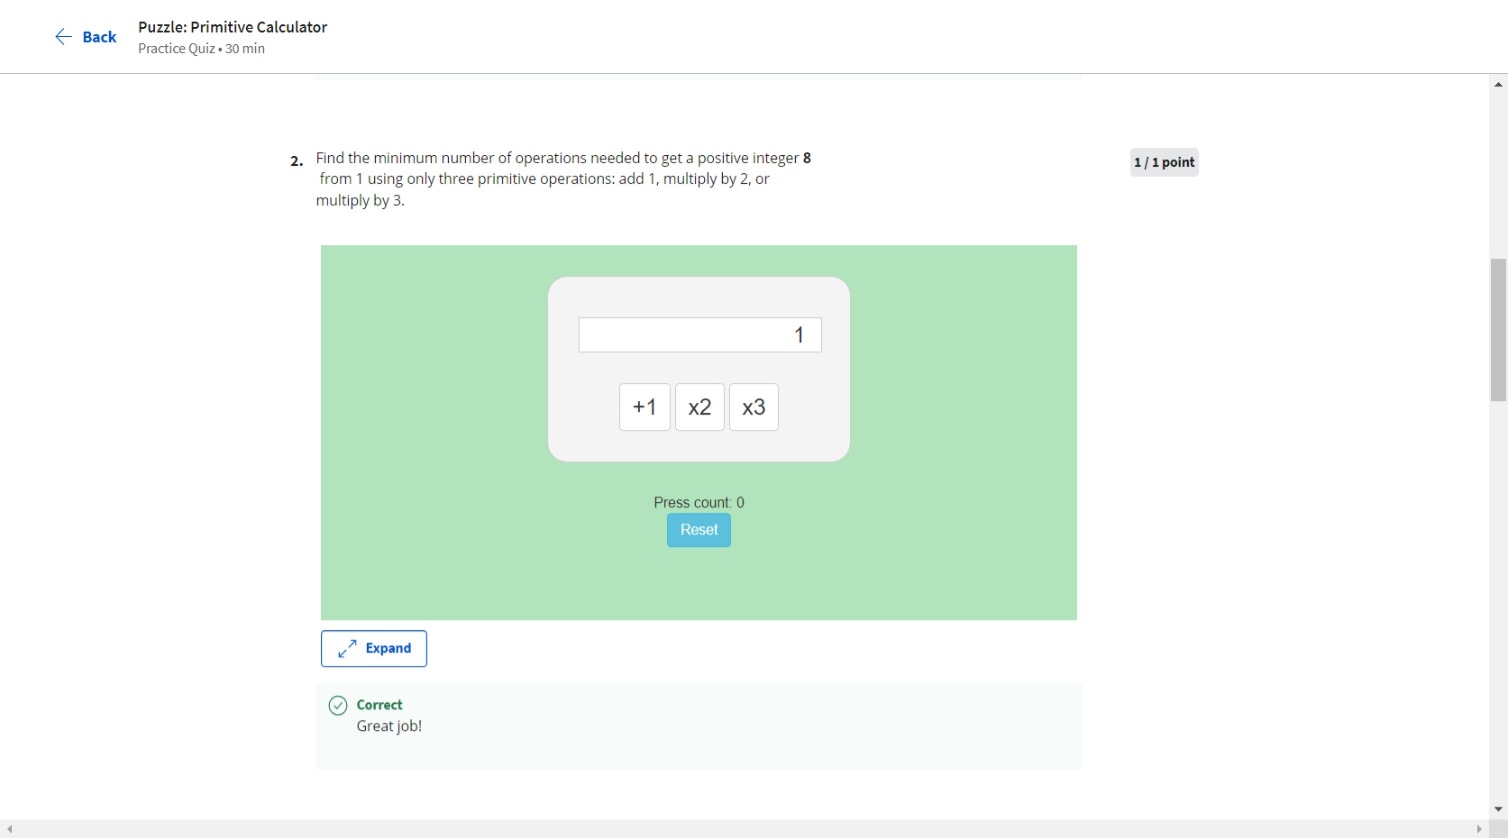 Back
Puzzle: Primitive Calculator
Practice Quiz • 30 min
2. Find the minimum number of operations needed to get a positive integer 8
from 1 using only three primitive operations: add 1, multiply by 2, or
multiply by 3.
1 / 1 point
1
+1 x2 x3
Press count: 0
Reset
Expand
Correct
Great job!